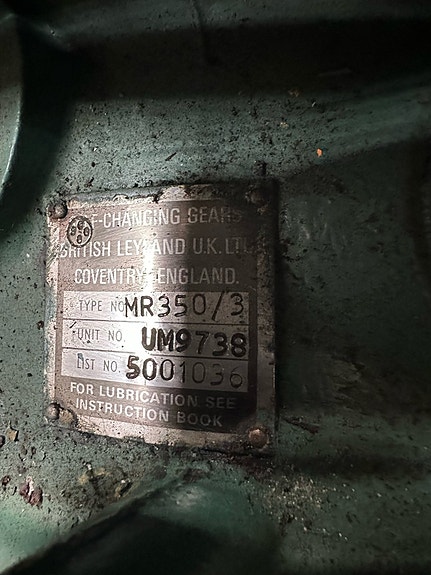 -CHANGING GEARS
BRITISH LEYLAND U.K. LTD.
COVENTRY, ENGLAND.
TYPE NO. MR350/3
UNIT NO. UM9738
LIST NO. 5001036
FOR LUBRICATION SEE
INSTRUCTION BOOK